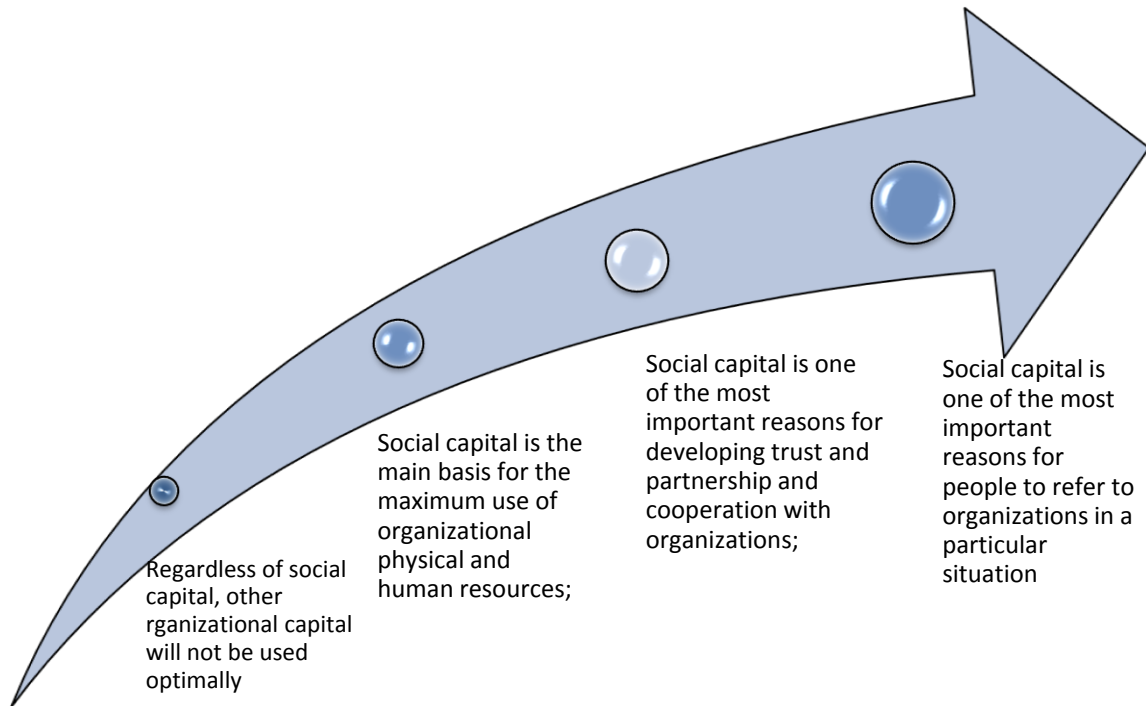 Regardless of social
capital, other
rganizational capital
will not be used
optimally
Social capital is the
main basis for the
maximum use of
organizational
physical and
human resources;
Social capital is one
of the most
important reasons for
developing trust and
partnership and
cooperation with
organizations;
Social capital is
one of the most
important
reasons for
people to refer to
organizations in a
particular
situation